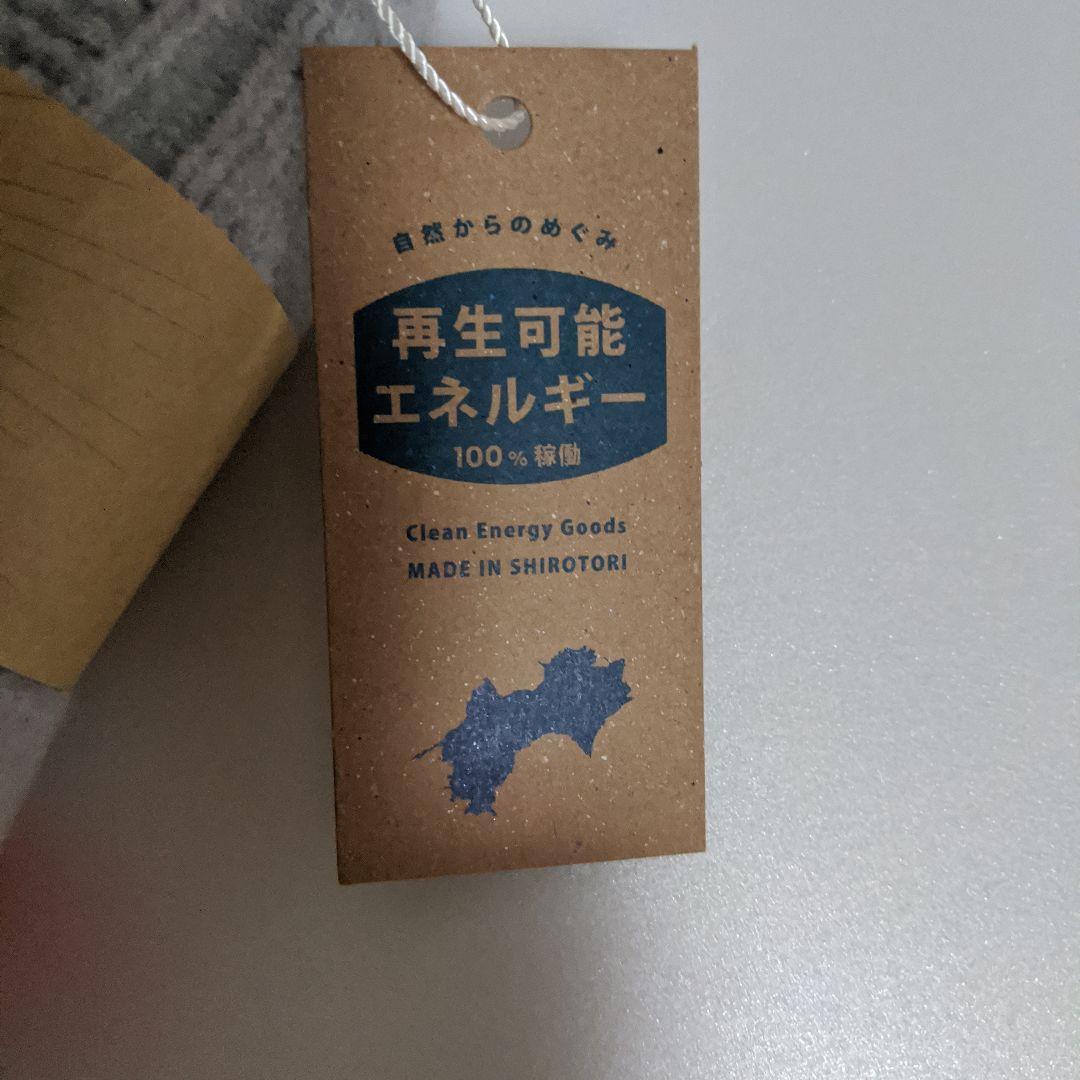 自然からのめぐみ
再生可能
エネルギー
100%稼働
Clean Energy Goods
MADE IN SHIROTORI